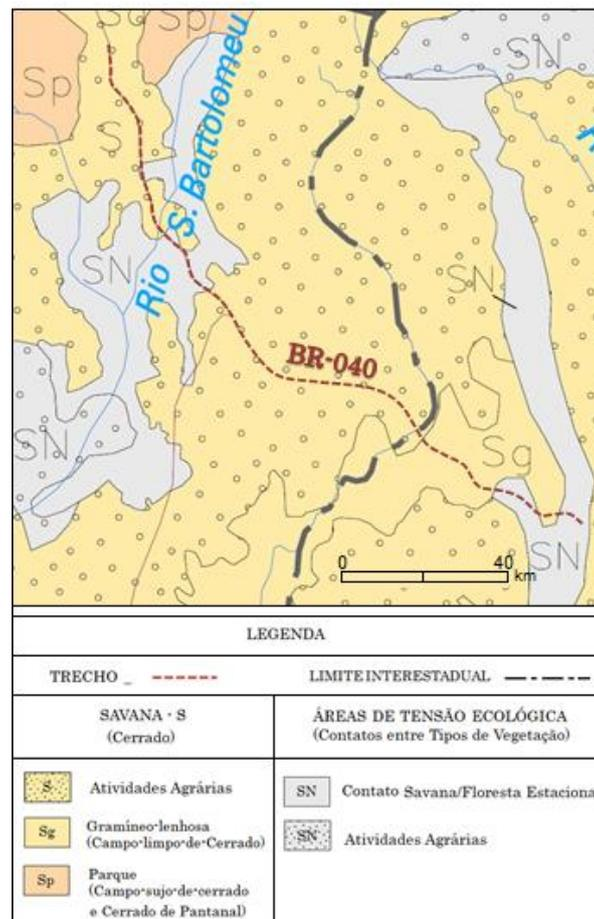 Sp
SN
Sp
S
Rio S. Bartolomeu
SN
SN
BR-040
SN
Sg
SN
0 40
km
LEGENDA
TRECHO _
LIMITE INTERESTADUAL
SAVANA - S
(Cerrado)
ÁREAS DE TENSÃO ECOLÓGICA
(Contatos entre Tipos de Vegetação)
S Atividades Agrárias
Sg Gramíneo-lenhosa
(Campo-limpo-de-Cerrado)
Sp Parque
(Campo-sujo-de-cerrado
e Cerrado de Pantanal)
SN Contato Savana/Floresta Estaciona
SN Atividades Agrárias